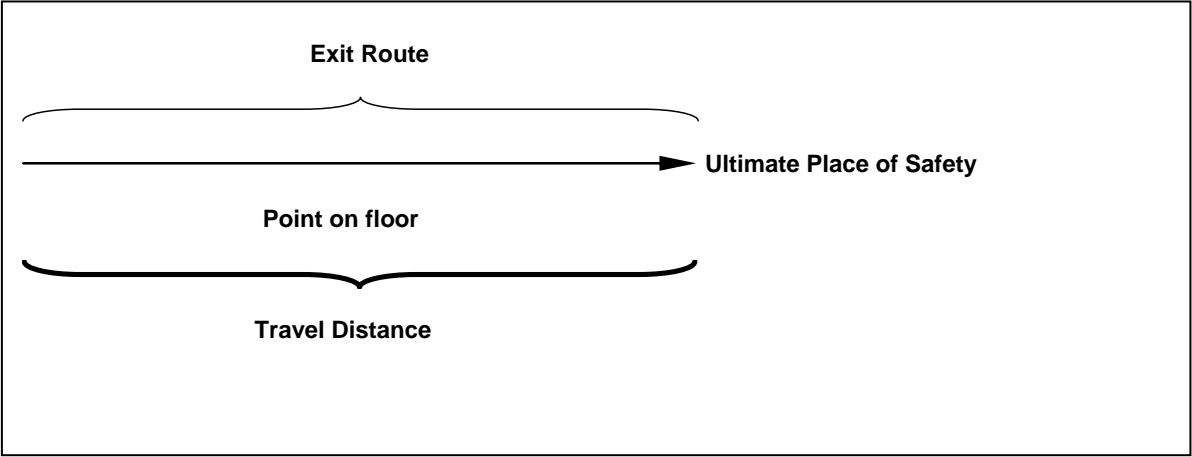 Exit Route
Ultimate Place of Safety
Point on floor
Travel Distance